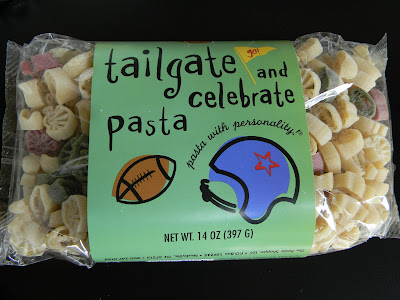 tailgate
go!
and
celebrate
pasta
pasta with personality!®
NET WT. 14 OZ (397 G)